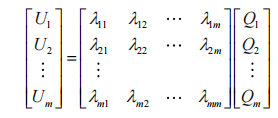 [U₁] [λ₁₁ λ₁₂ ⋯ λ₁ₘ] [Q₁]
[U₂] = [λ₂₁ λ₂₂ ⋯ λ₂ₘ] [Q₂]
[⋮] [⋮] [⋮]
[Uₘ] [λₘ₁ λₘ₂ ⋯ λₘₘ] [Qₘ]